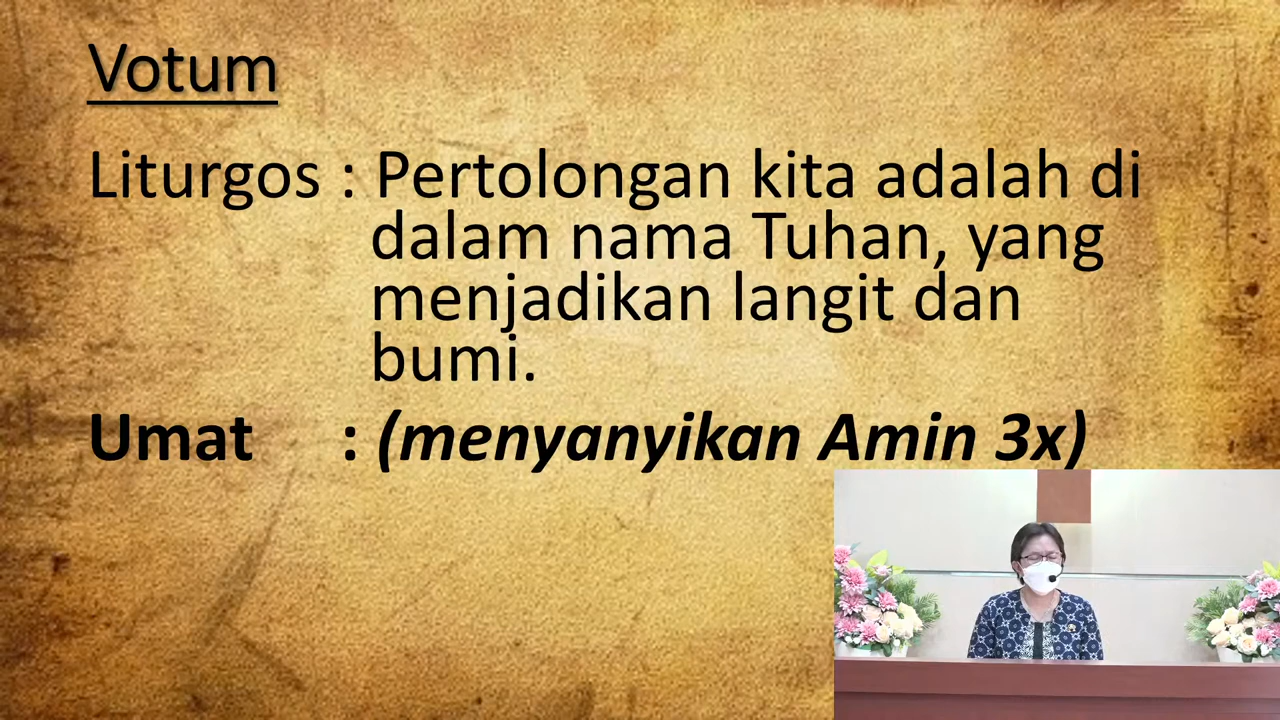 Votum
Liturgos : Pertolongan kita adalah di
dalam nama Tuhan, yang
menjadikan langit dan
bumi.
Umat : (menyanyikan Amin 3x)